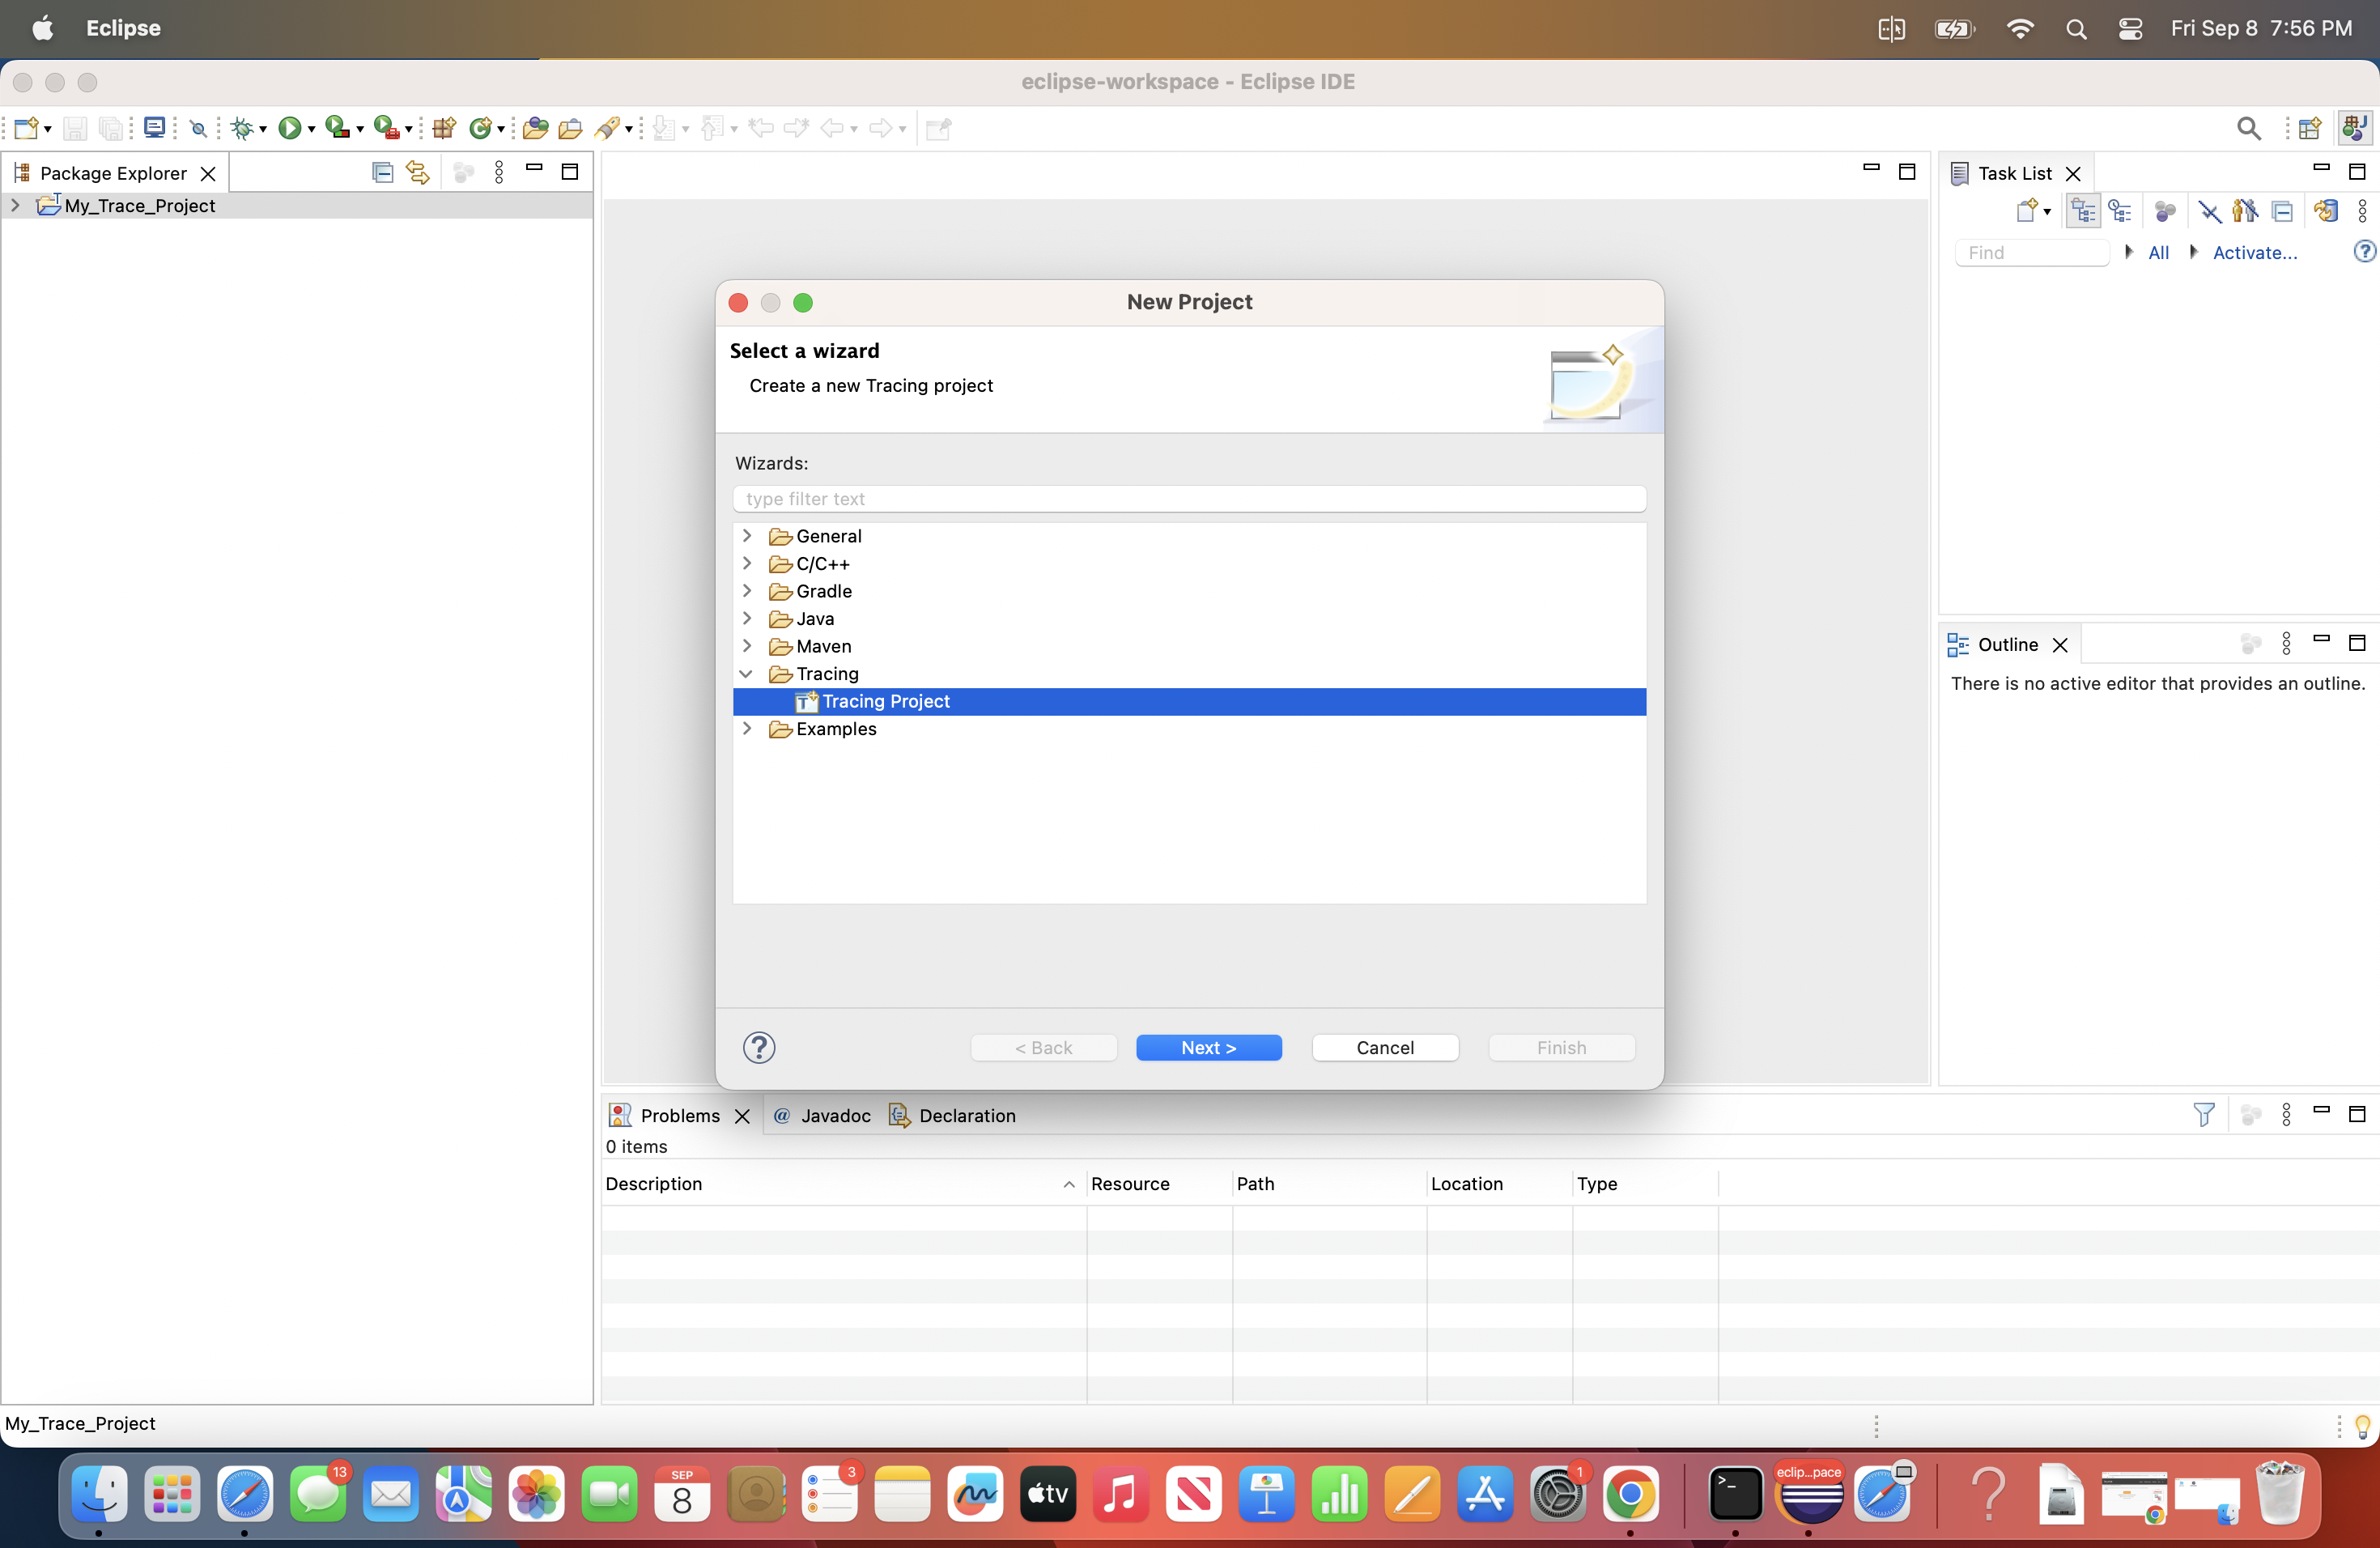 Eclipse
Fri Sep 8 7:56 PM
eclipse-workspace - Eclipse IDE
Package Explorer
My_Trace_Project
Task List
Find
All
Activate...
New Project
Select a wizard
Create a new Tracing project
Wizards:
type filter text
General
C/C++
Gradle
Java
Maven
Tracing
Tracing Project
Examples
< Back
Next >
Cancel
Finish
Outline
There is no active editor that provides an outline.
Problems
@ Javadoc
Declaration
0 items
Description
Resource
Path
Location
Type
My_Trace_Project
13
SEP
8
3
tv
1
>_
eclip...pace